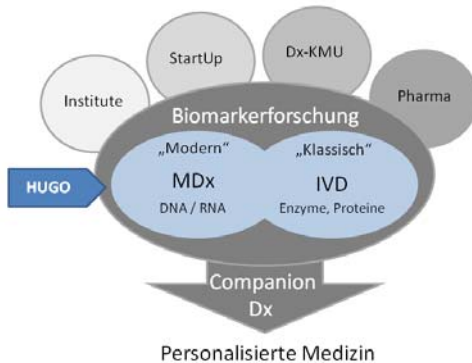 StartUp
Dx-KMU
Institute
Pharma
Biomarkerforschung
„Modern“
„Klassisch“
HUGO
MDx
IVD
DNA / RNA
Enzyme, Proteine
Companion
Dx
Personalisierte Medizin